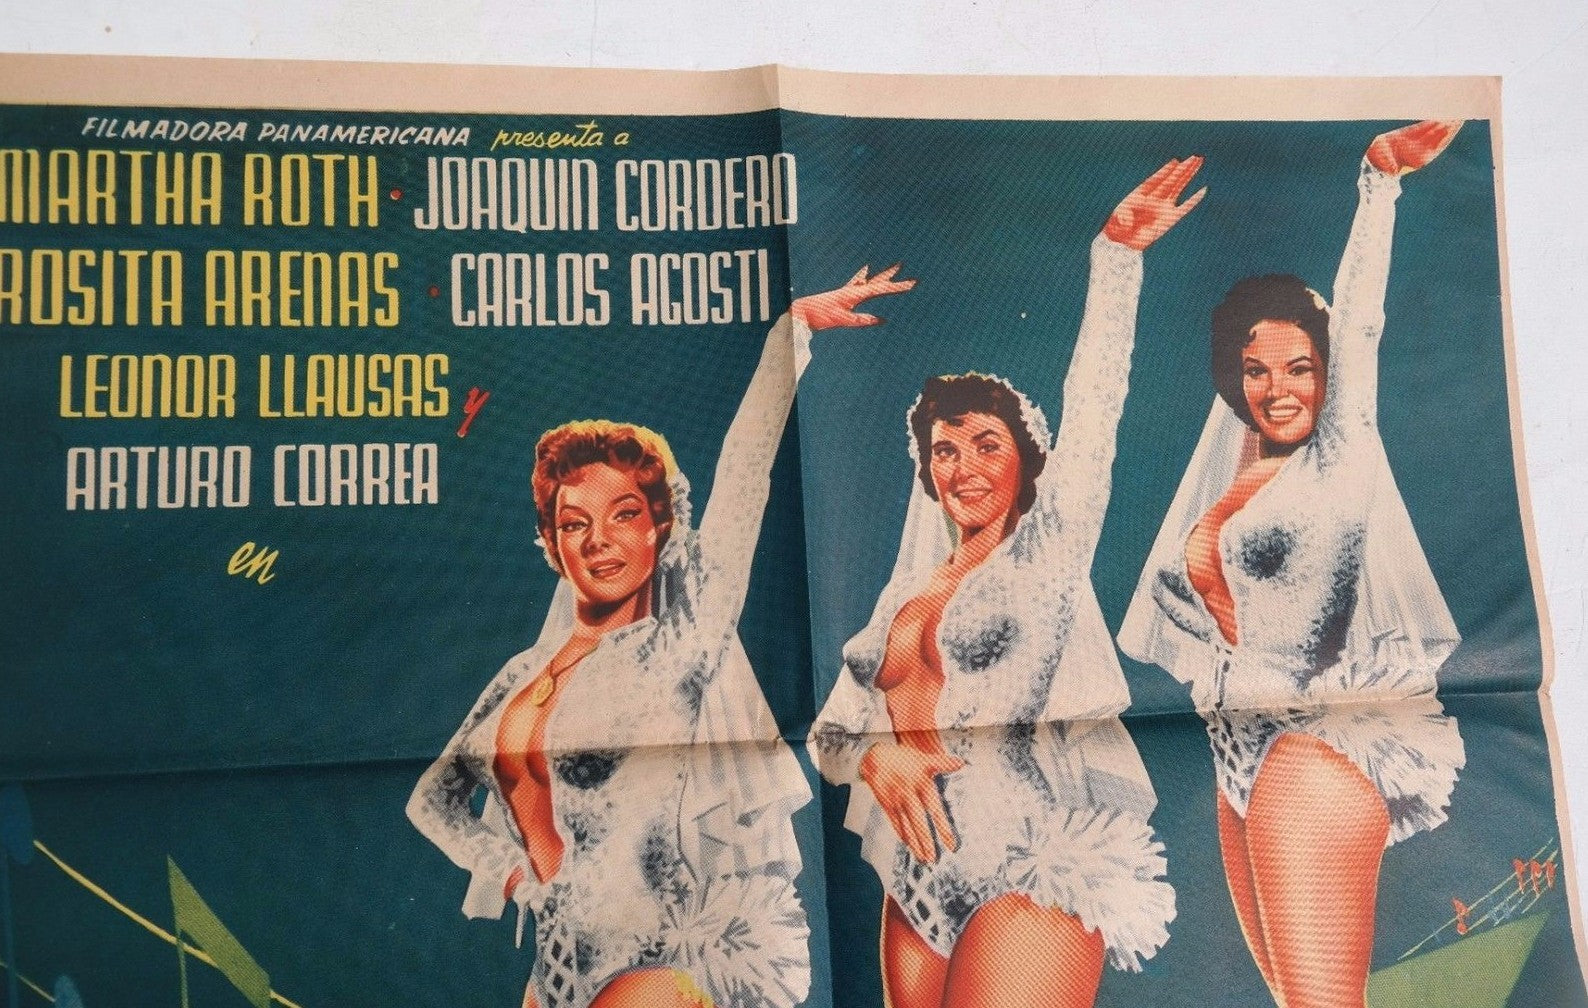 FILMADORA PANAMERICANA presenta a
MARTHA ROTH · JOAQUIN CORDERO
ROSITA ARENAS · CARLOS AGOSTI
LEONOR LLAUSAS y
ARTURO CORREA
en